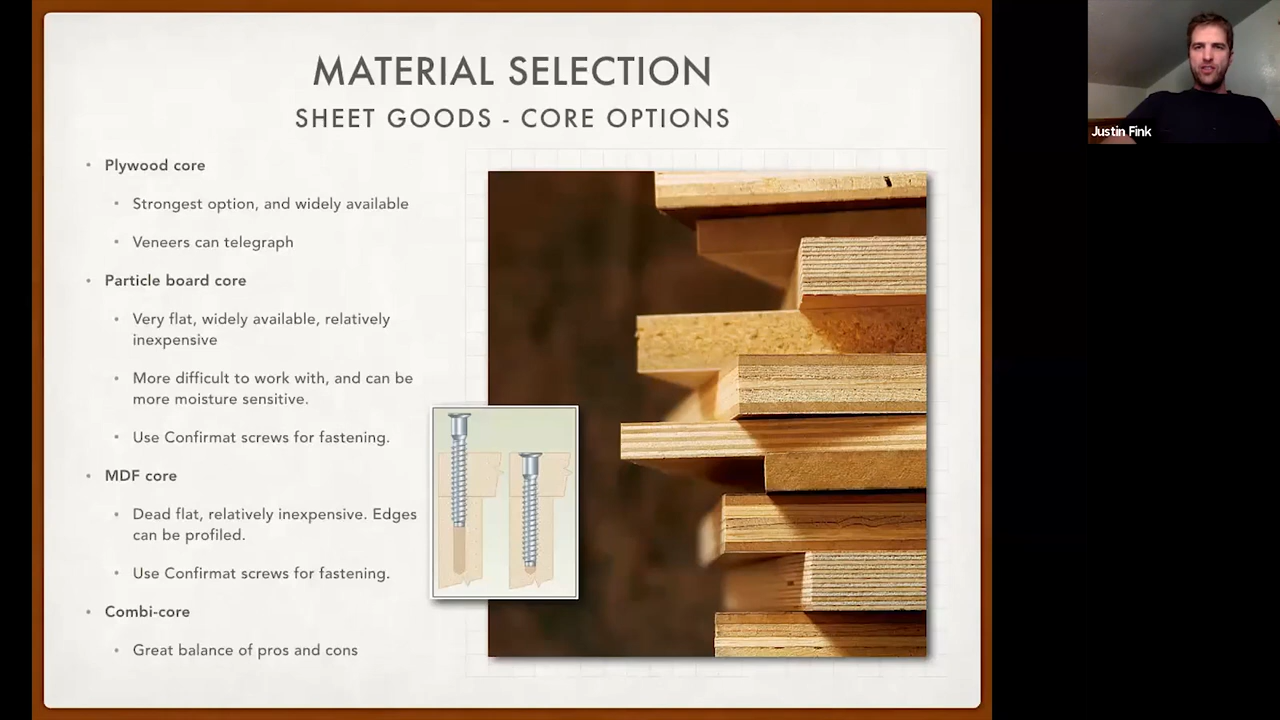 MATERIAL SELECTION
SHEET GOODS - CORE OPTIONS
• Plywood core
• Strongest option, and widely available
• Veneers can telegraph
• Particle board core
• Very flat, widely available, relatively
inexpensive
• More difficult to work with, and can be
more moisture sensitive.
• Use Confirmat screws for fastening.
• MDF core
• Dead flat, relatively inexpensive. Edges
can be profiled.
• Use Confirmat screws for fastening.
• Combi-core
• Great balance of pros and cons
Justin Fink